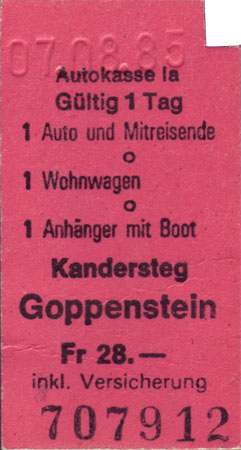 07.08.85
Autokasse Ia
Gültig 1 Tag
1 Auto und Mitreisende
o
1 Wohnwagen
o
1 Anhänger mit Boot
Kandersteg
Goppenstein
Fr 28.—
inkl. Versicherung
707912